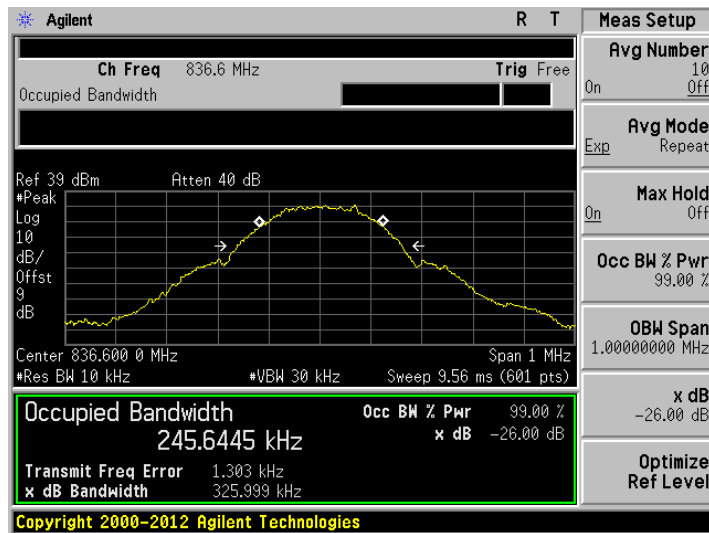 Agilent R T
Ch Freq 836.6 MHz Trig Free
Occupied Bandwidth
Ref 39 dBm Atten 40 dB
#Peak
Log
10
dB/
Offst
9
dB
Center 836.600 0 MHz Span 1 MHz
#Res BW 10 kHz #VBW 30 kHz Sweep 9.56 ms (601 pts)
Occupied Bandwidth Occ BW % Pwr 99.00 %
245.6445 kHz x dB -26.00 dB
Transmit Freq Error 1.303 kHz
x dB Bandwidth 325.999 kHz
Copyright 2000-2012 Agilent Technologies
Meas Setup
Avg Number
10
On Off
Avg Mode
Exp Repeat
Max Hold
On Off
Occ BW % Pwr
99.00 %
OBW Span
1.00000000 MHz
x dB
-26.00 dB
Optimize
Ref Level